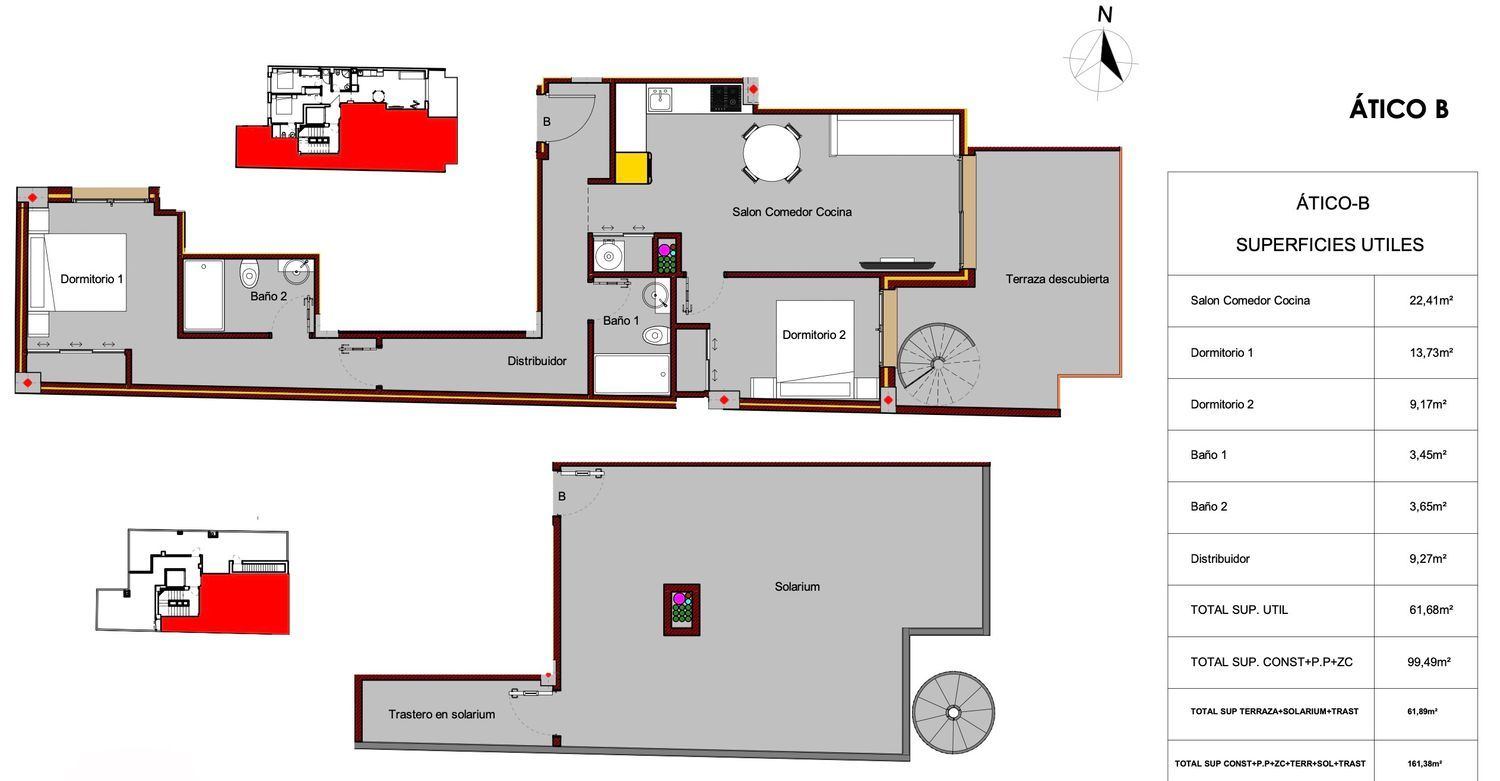 N
ÁTICO B
B
Salon Comedor Cocina
Terraza descubierta
Dormitorio 1
Baño 2
Baño 1
Dormitorio 2
Distribuidor
B
Solarium
Trastero en solarium
ÁTICO-B
SUPERFICIES UTILES
Salon Comedor Cocina 22,41m²
Dormitorio 1 13,73m²
Dormitorio 2 9,17m²
Baño 1 3,45m²
Baño 2 3,65m²
Distribuidor 9,27m²
TOTAL SUP. UTIL 61,68m²
TOTAL SUP. CONST+P.P+ZC 99,49m²
TOTAL SUP TERRAZA+SOLARIUM+TRAST 61,89m²
TOTAL SUP CONST+P.P+ZC+TERR+SOL+TRAST 161,38m²